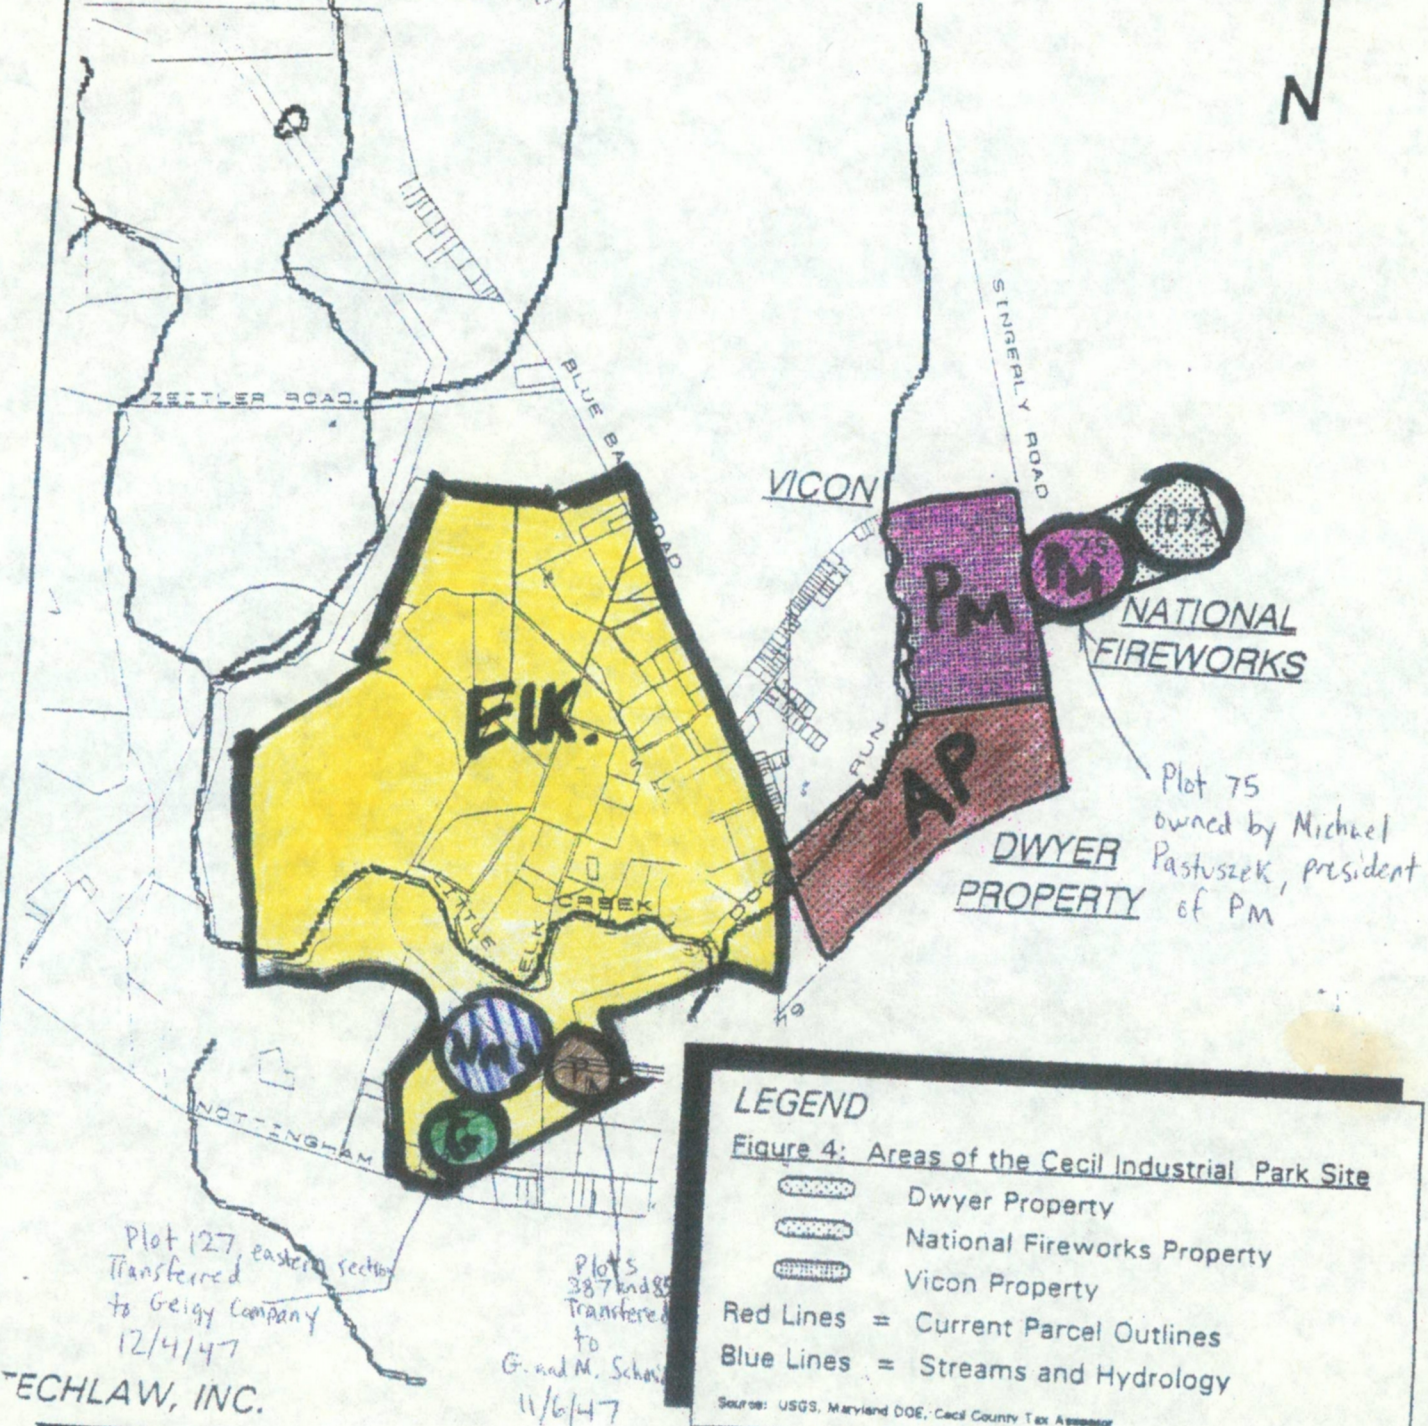 N
BLUE BA
ROAD
SINGERLY ROAD
ROAD.
VICON
1075
75
PM
PM
NATIONAL
FIREWORKS
Elk.
RUN
AP
Plot 75
owned by Michael
Pastuszek, president
of PM
DWYER
PROPERTY
LITTLE
ELK
CREEK
G
NOTTINGHAM
Plot 127, eastern section
Transferred
to Geigy Company
12/4/47
Plots
387 and 85
Transfered
to
G. and M.
11/6/47
TECHLAW, INC.
LEGEND
Figure 4: Areas of the Cecil Industrial Park Site
Dwyer Property
National Fireworks Property
Vicon Property
Red Lines = Current Parcel Outlines
Blue Lines = Streams and Hydrology
Source: USGS, Maryland DOE, Cecil County Tax Assessor